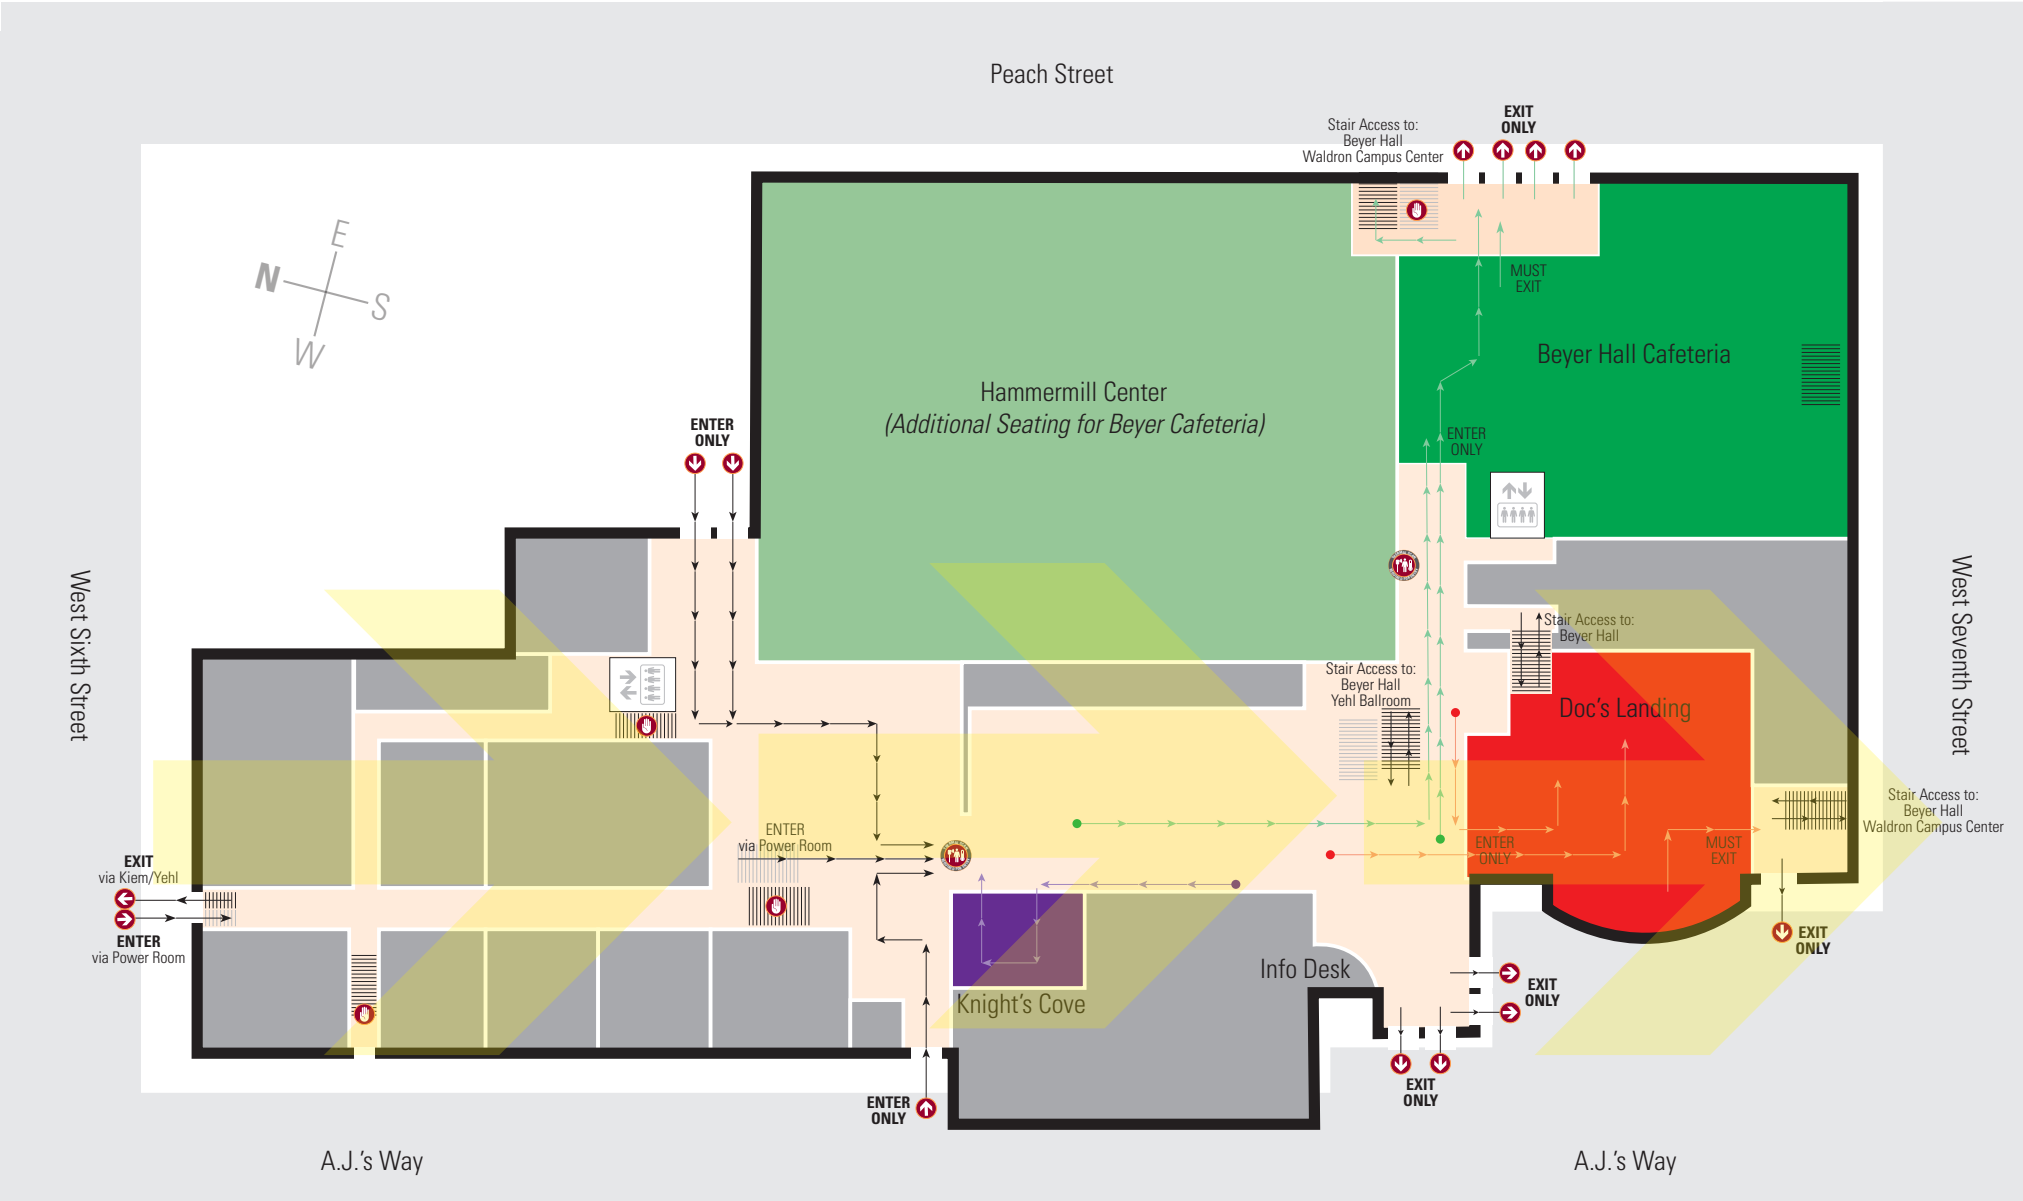 Peach Street
EXIT
ONLY
Stair Access to:
Beyer Hall
Waldron Campus Center
E
N
S
W
MUST
EXIT
Beyer Hall Cafeteria
Hammermill Center
(Additional Seating for Beyer Cafeteria)
ENTER
ONLY
ENTER
ONLY
West Sixth Street
West Seventh Street
Stair Access to:
Beyer Hall
Stair Access to:
Beyer Hall
Yehl Ballroom
Doc's Landing
Stair Access to:
Beyer Hall
Waldron Campus Center
ENTER
via Power Room
ENTER
ONLY
MUST
EXIT
EXIT
via Kiem/Yehl
ENTER
via Power Room
EXIT
ONLY
Info Desk
EXIT
ONLY
Knight's Cove
EXIT
ONLY
ENTER
ONLY
A.J.'s Way
A.J.'s Way